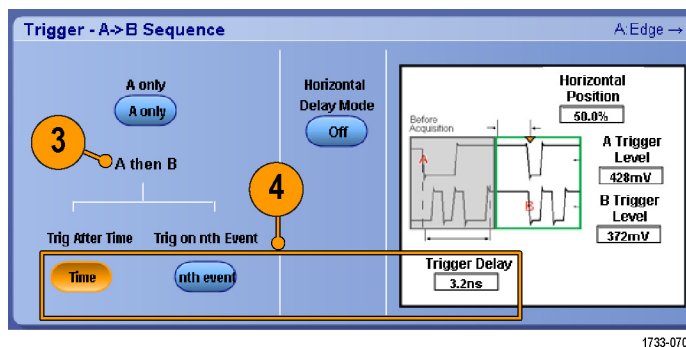 Trigger - A->B Sequence
A:Edge →
A only
A only
3
A then B
4
Trig After Time
Trig on nth Event
Time
nth event
Horizontal
Delay Mode
Off
Before
Acquisition
A
B
Horizontal
Position
50.0%
A Trigger
Level
428mV
B Trigger
Level
372mV
Trigger Delay
3.2ns
1733-070